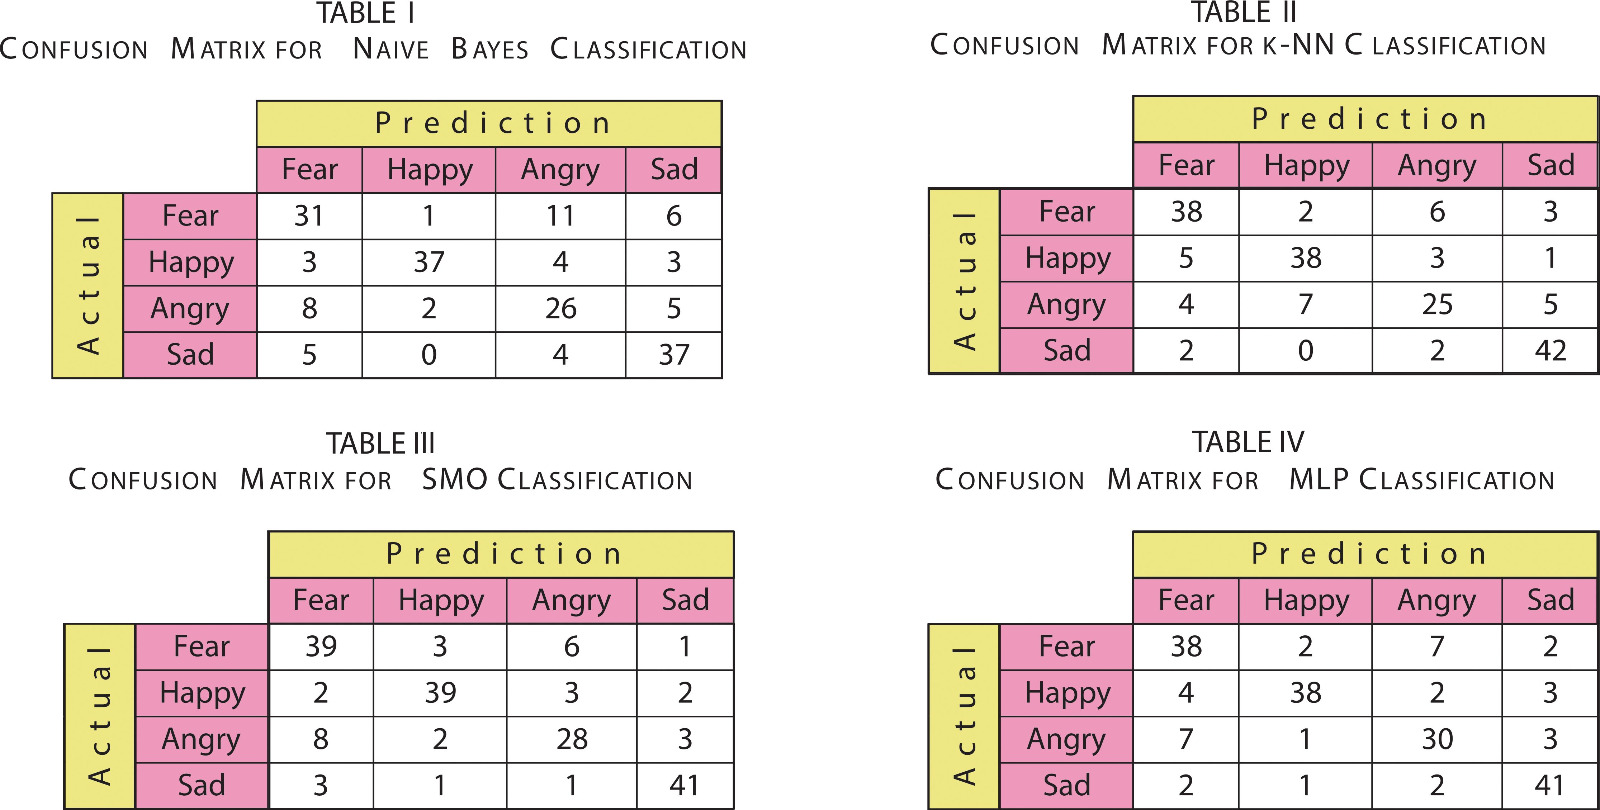 TABLE I
CONFUSION MATRIX FOR NAIVE BAYES CLASSIFICATION
Prediction
Fear Happy Angry Sad
Actual
Fear 31 1 11 6
Happy 3 37 4 3
Angry 8 2 26 5
Sad 5 0 4 37
TABLE II
CONFUSION MATRIX FOR K-NN CLASSIFICATION
Prediction
Fear Happy Angry Sad
Actual
Fear 38 2 6 3
Happy 5 38 3 1
Angry 4 7 25 5
Sad 2 0 2 42
TABLE III
CONFUSION MATRIX FOR SMO CLASSIFICATION
Prediction
Fear Happy Angry Sad
Actual
Fear 39 3 6 1
Happy 2 39 3 2
Angry 8 2 28 3
Sad 3 1 1 41
TABLE IV
CONFUSION MATRIX FOR MLP CLASSIFICATION
Prediction
Fear Happy Angry Sad
Actual
Fear 38 2 7 2
Happy 4 38 2 3
Angry 7 1 30 3
Sad 2 1 2 41